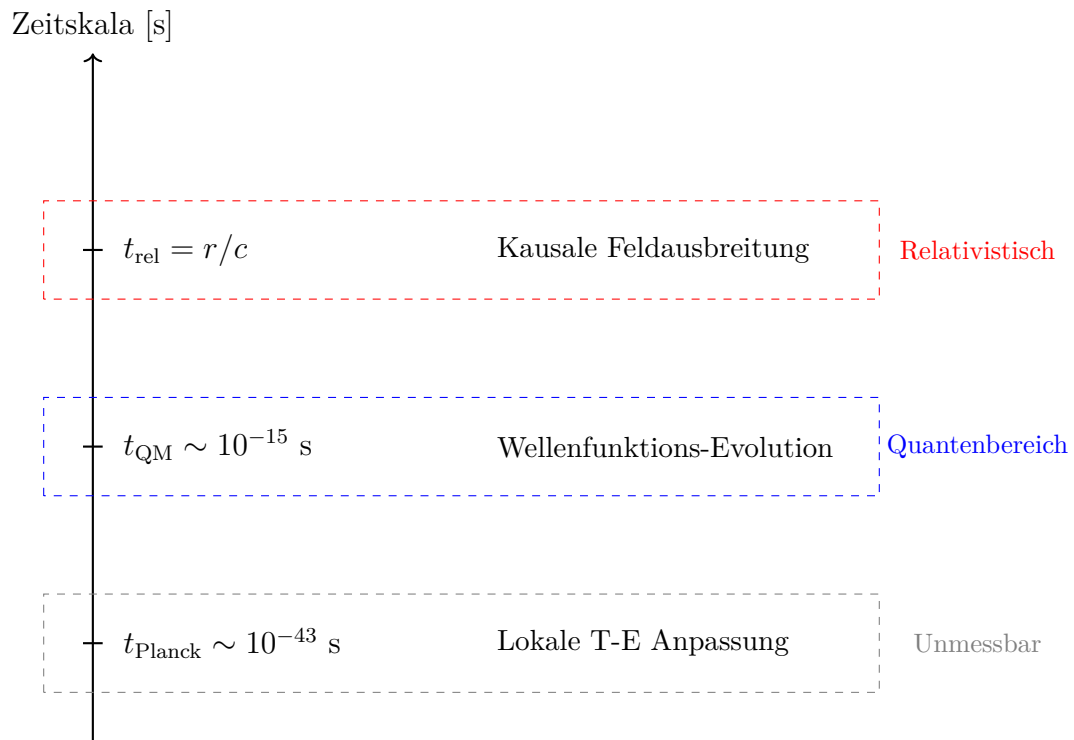 Zeitskala [s]
t_rel = r/c Kausale Feldausbreitung Relativistisch
t_QM ∼ 10⁻¹⁵ s Wellenfunktions-Evolution Quantenbereich
t_Planck ∼ 10⁻⁴³ s Lokale T-E Anpassung Unmessbar